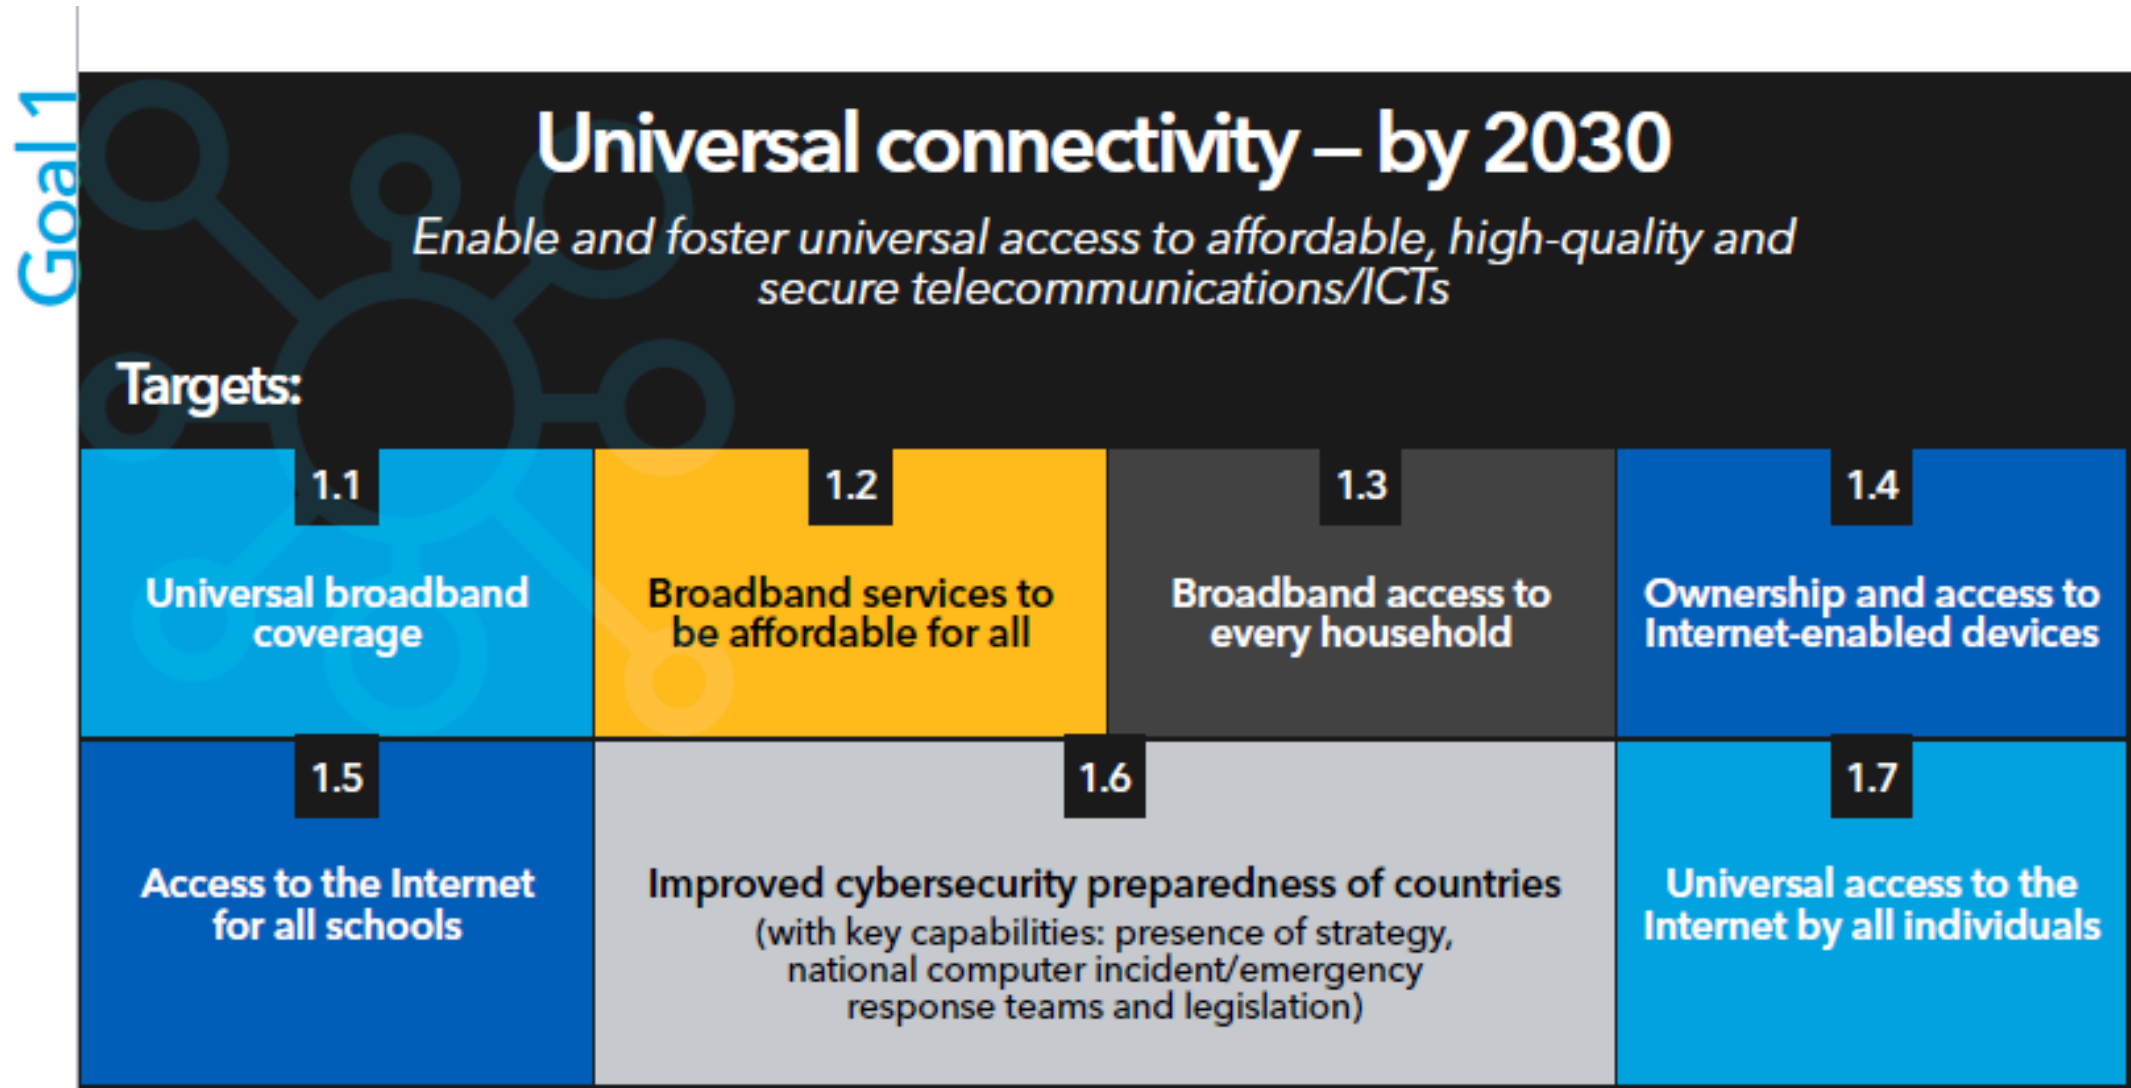 Goal 1
Universal connectivity – by 2030
Enable and foster universal access to affordable, high-quality and
secure telecommunications/ICTs
Targets:
1.1
Universal broadband
coverage
1.2
Broadband services to
be affordable for all
1.3
Broadband access to
every household
1.4
Ownership and access to
Internet-enabled devices
1.5
Access to the Internet
for all schools
1.6
Improved cybersecurity preparedness of countries
(with key capabilities: presence of strategy,
national computer incident/emergency
response teams and legislation)
1.7
Universal access to the
Internet by all individuals